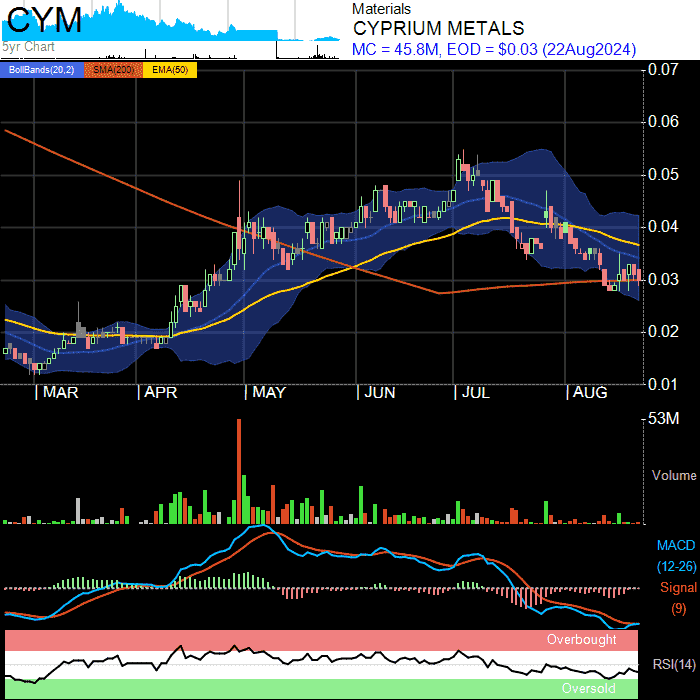 CYM
5yr Chart
Materials
CYPRIUM METALS
MC = 45.8M, EOD = $0.03 (22Aug2024)
BollBands(20,2) SMA(200) EMA(50)
0.07
0.06
0.05
0.04
0.03
0.02
0.01
MAR APR MAY JUN JUL AUG
53M
Volume
MACD
(12-26)
Signal
(9)
Overbought
RSI(14)
Oversold